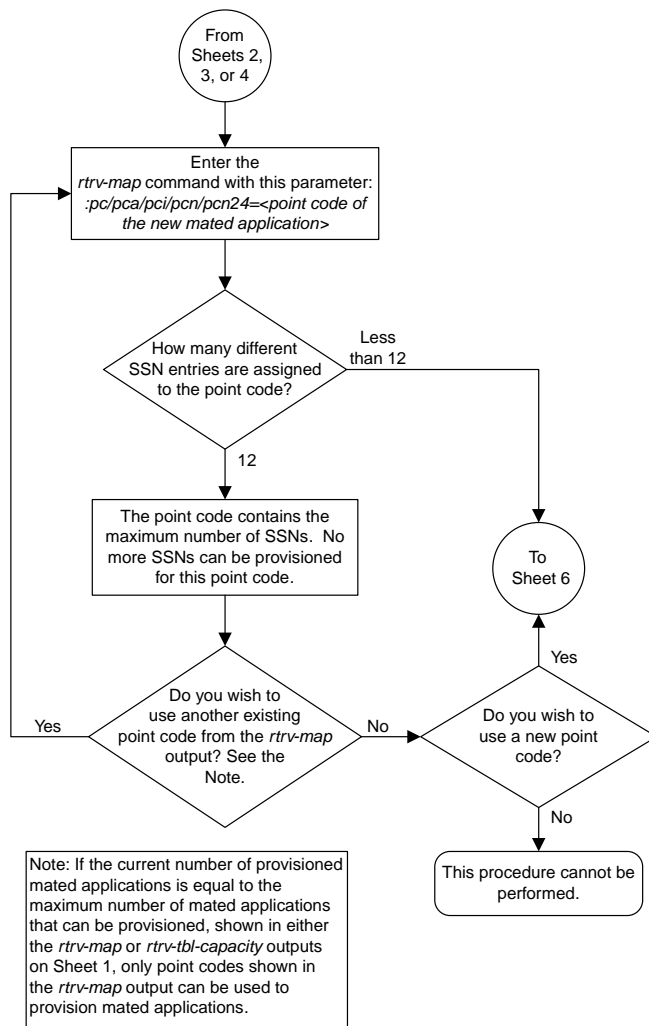 From
Sheets 2,
3, or 4
Enter the
rtrv-map command with this parameter:
:pc/pca/pci/pcn/pcn24=<point code of
the new mated application>
How many different
SSN entries are assigned
to the point code?
Less
than 12
12
The point code contains the
maximum number of SSNs. No
more SSNs can be provisioned
for this point code.
To
Sheet 6
Yes
Do you wish to
use another existing
point code from the rtrv-map
output? See the
Note.
Yes
No
Do you wish to
use a new point
code?
No
This procedure cannot be
performed.
Note: If the current number of provisioned
mated applications is equal to the
maximum number of mated applications
that can be provisioned, shown in either
the rtrv-map or rtrv-tbl-capacity outputs
on Sheet 1, only point codes shown in
the rtrv-map output can be used to
provision mated applications.